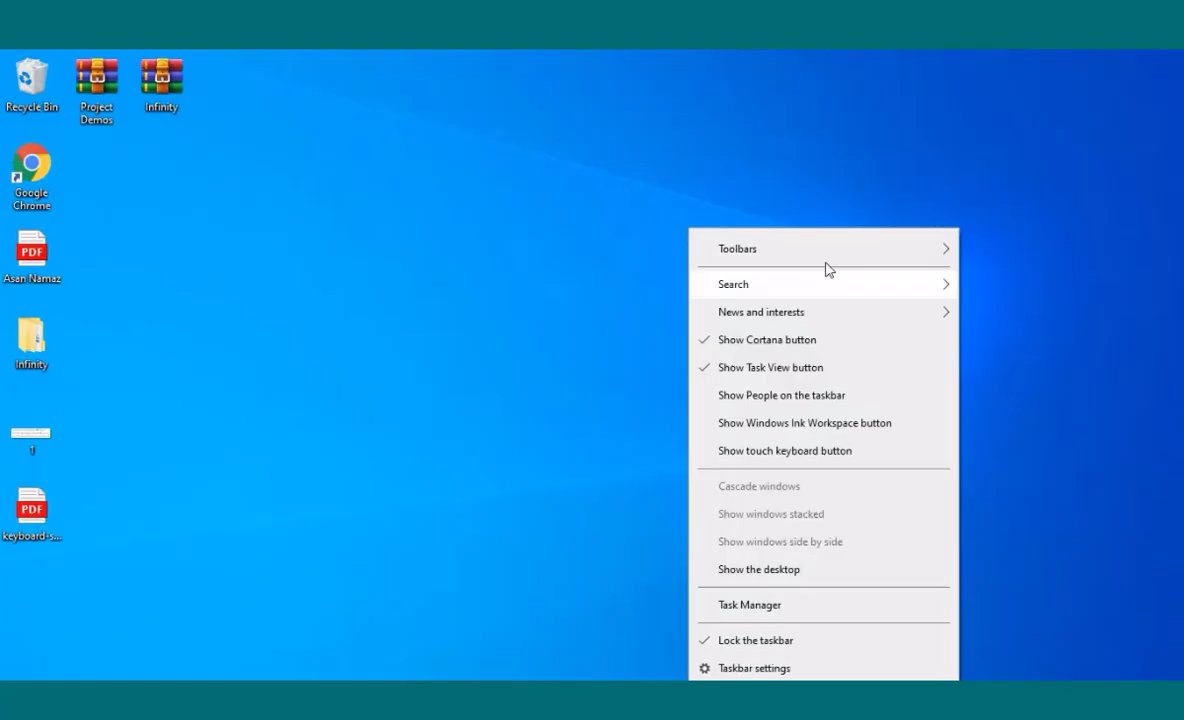 Recycle Bin
Project
Demos
Infinity
Google
Chrome
PDF
Asan Namaz
Infinity
1
PDF
keyboard-s...
Toolbars
Search
News and interests
Show Cortana button
Show Task View button
Show People on the taskbar
Show Windows Ink Workspace button
Show touch keyboard button
Cascade windows
Show windows stacked
Show windows side by side
Show the desktop
Task Manager
Lock the taskbar
Taskbar settings